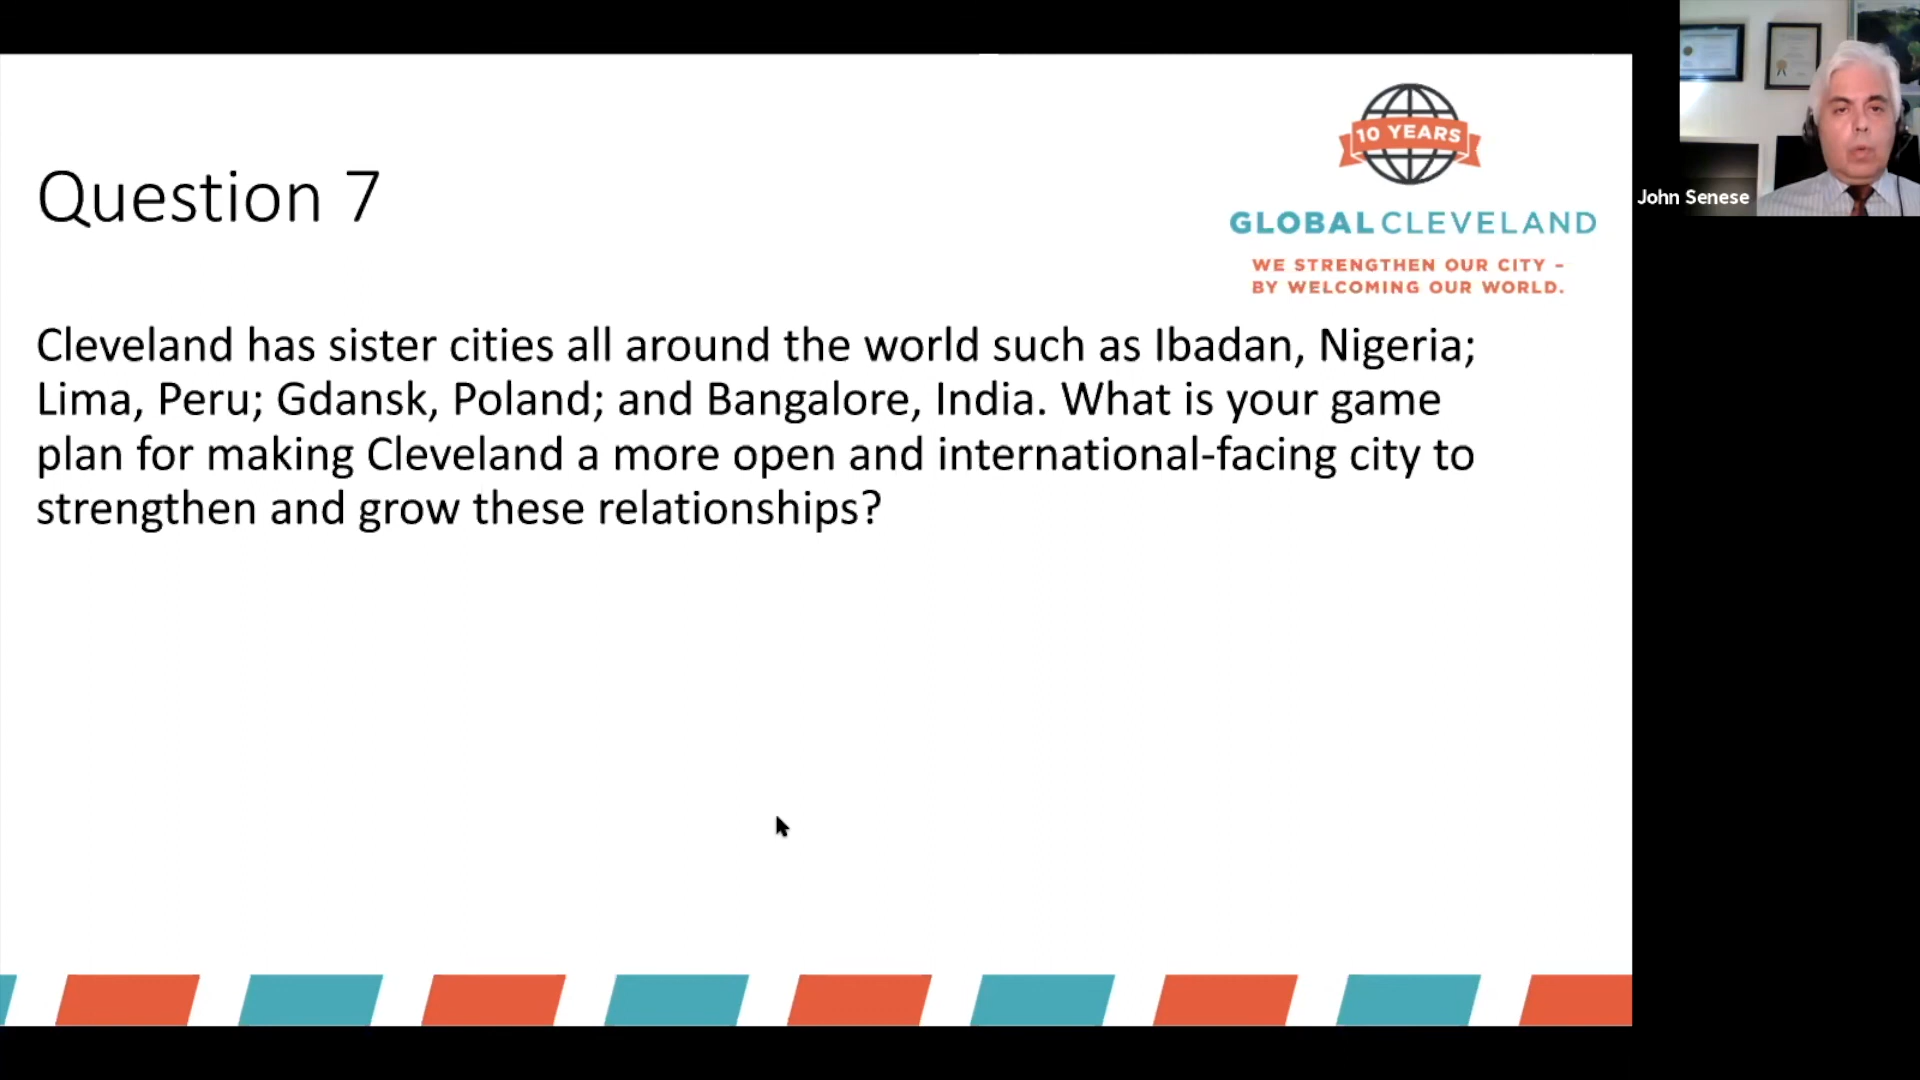 10 YEARS
GLOBALCLEVELAND
WE STRENGTHEN OUR CITY -
BY WELCOMING OUR WORLD.
John Senese
Question 7
Cleveland has sister cities all around the world such as Ibadan, Nigeria;
Lima, Peru; Gdansk, Poland; and Bangalore, India. What is your game
plan for making Cleveland a more open and international-facing city to
strengthen and grow these relationships?